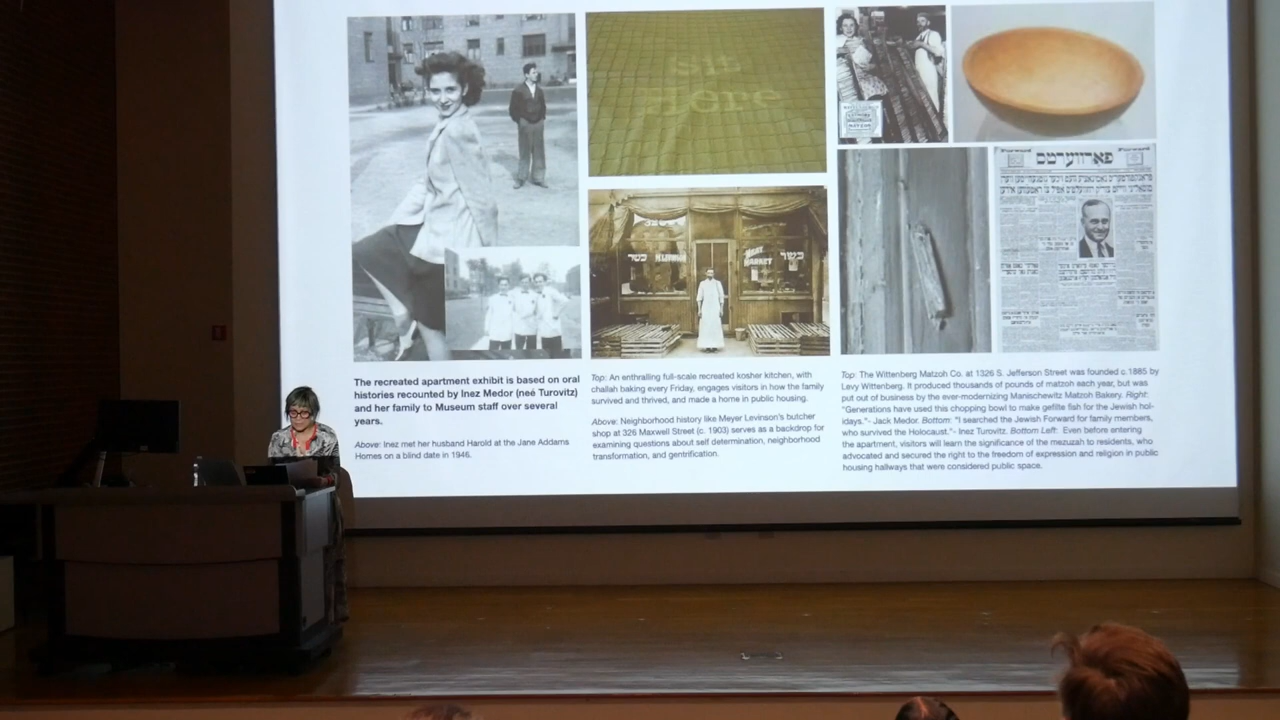 Sit
Here
כשר
MEAT
MARKET
כשר
Forward
פארווערטס
Forward
The recreated apartment exhibit is based on oral
histories recounted by Inez Medor (neé Turovitz)
and her family to Museum staff over several
years.
Above: Inez met her husband Harold at the Jane Addams
Homes on a blind date in 1946.
Top: An enthralling full-scale recreated kosher kitchen, with
challah baking every Friday, engages visitors in how the family
survived and thrived, and made a home in public housing.
Above: Neighborhood history like Meyer Levinson's butcher
shop at 326 Maxwell Street (c. 1903) serves as a backdrop for
examining questions about self determination, neighborhood
transformation, and gentrification.
Top: The Wittenberg Matzoh Co. at 1326 S. Jefferson Street was founded c.1885 by
Levy Wittenberg. It produced thousands of pounds of matzoh each year, but was
put out of business by the ever-modernizing Manischewitz Matzoh Bakery. Right:
"Generations have used this chopping bowl to make gefilte fish for the Jewish hol-
idays."- Jack Medor. Bottom: "I searched the Jewish Forward for family members,
who survived the Holocaust."- Inez Turovitz. Bottom Left: Even before entering
the apartment, visitors will learn the significance of the mezuzah to residents, who
advocated and secured the right to the freedom of expression and religion in public
housing hallways that were considered public space.